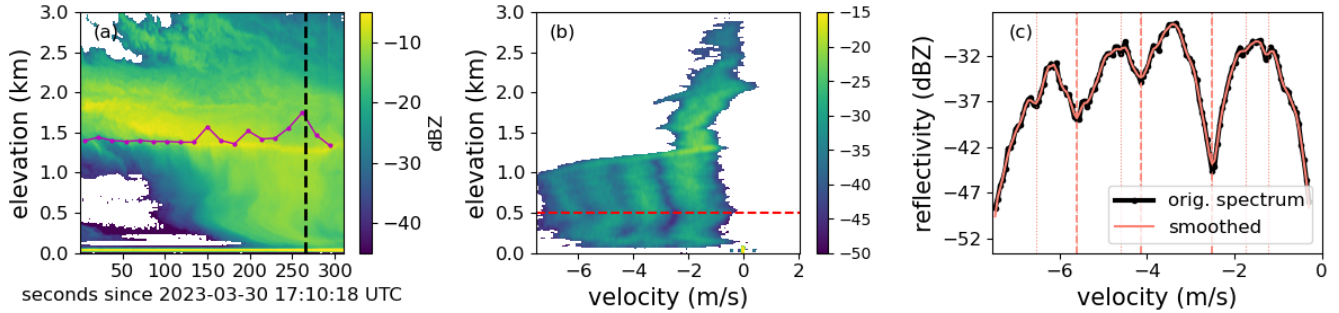 (a)
elevation (km)
3.0
2.5
2.0
1.5
1.0
0.5
0.0
50 100 150 200 250 300
seconds since 2023-03-30 17:10:18 UTC
−10
−20
−30
−40
dBZ
(b)
elevation (km)
3.0
2.5
2.0
1.5
1.0
0.5
0.0
−6 −4 −2 0 2
velocity (m/s)
−15
−20
−25
−30
−35
−40
−45
−50
(c)
reflectivity (dBZ)
−32
−37
−42
−47
−52
orig. spectrum
smoothed
−6 −4 −2 0
velocity (m/s)